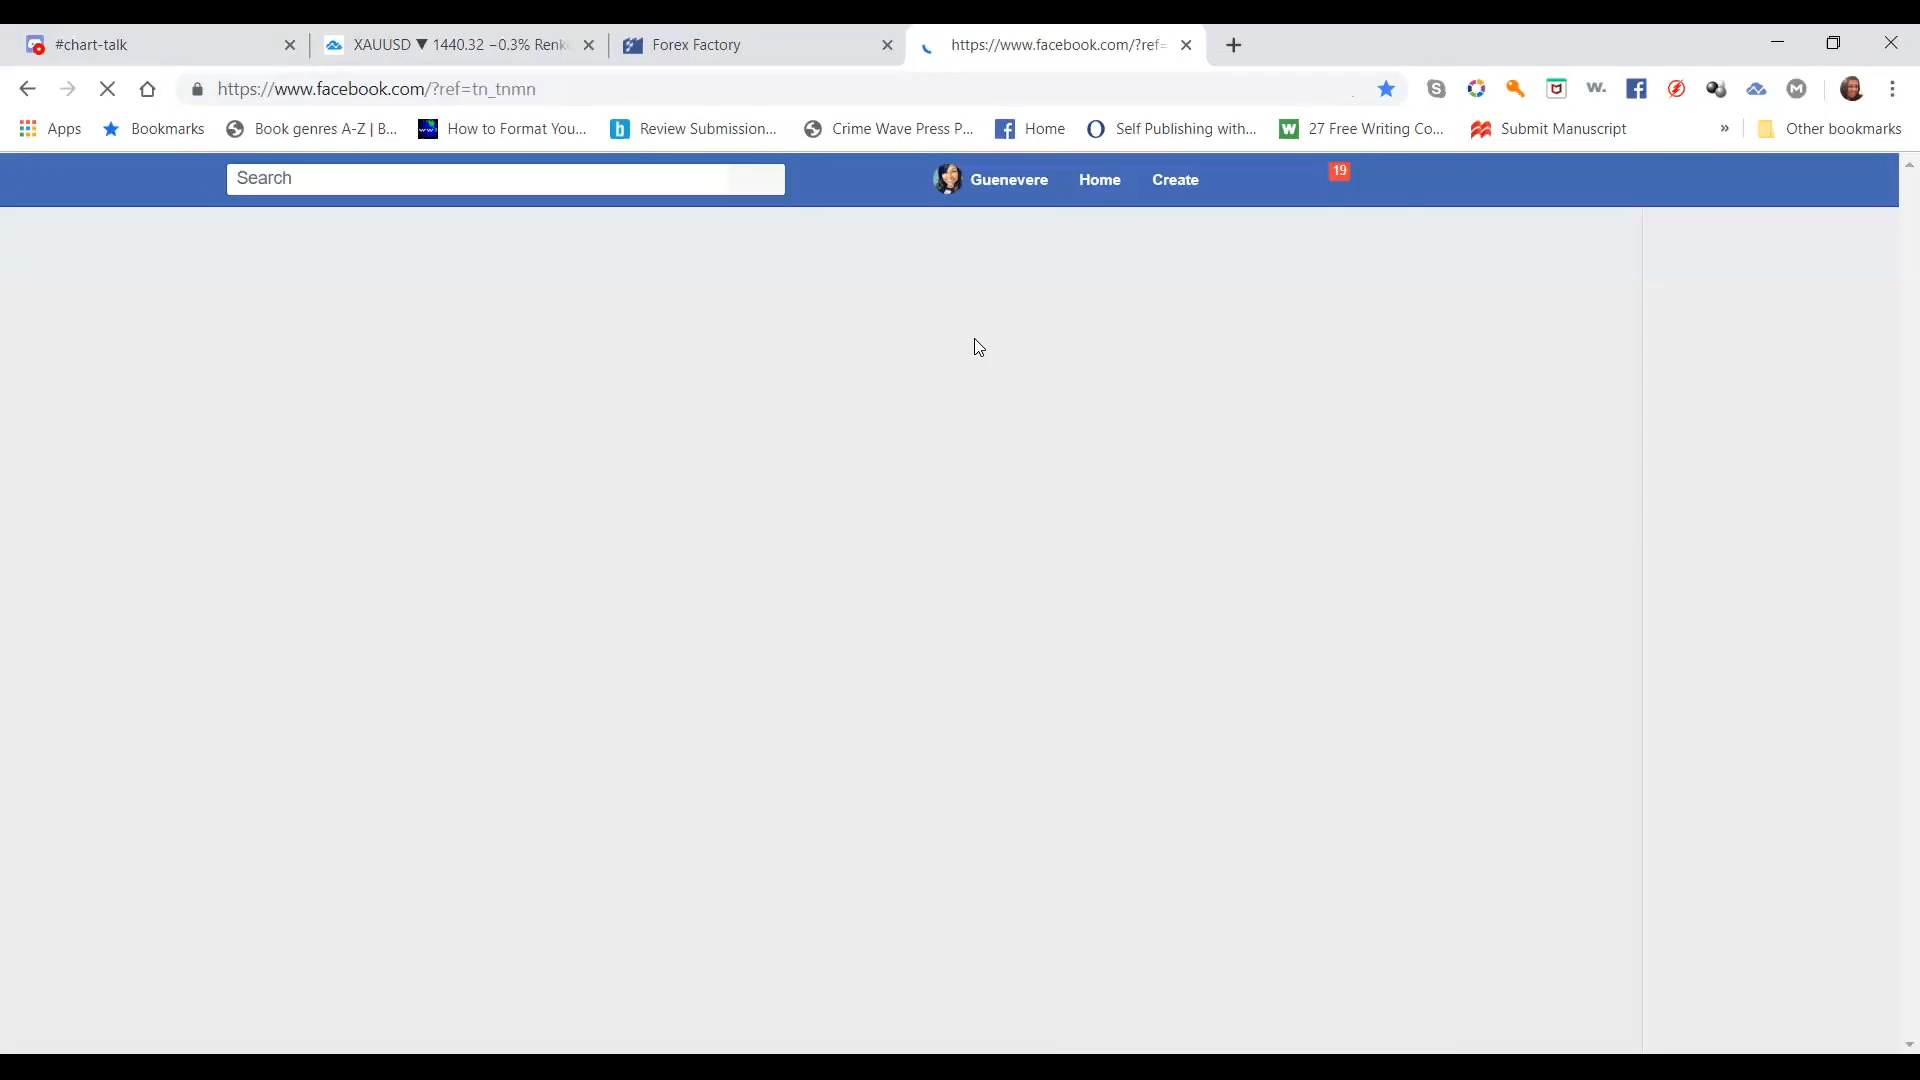 #chart-talk
XAUUSD ▼ 1440.32 −0.3% Renk
Forex Factory
https://www.facebook.com/?ref=
https://www.facebook.com/?ref=tn_tnmn
Apps
Bookmarks
Book genres A-Z | B...
How to Format You...
Review Submission...
Crime Wave Press P...
Home
Self Publishing with...
27 Free Writing Co...
Submit Manuscript
»
Other bookmarks
Search
Guenevere
Home
Create
19